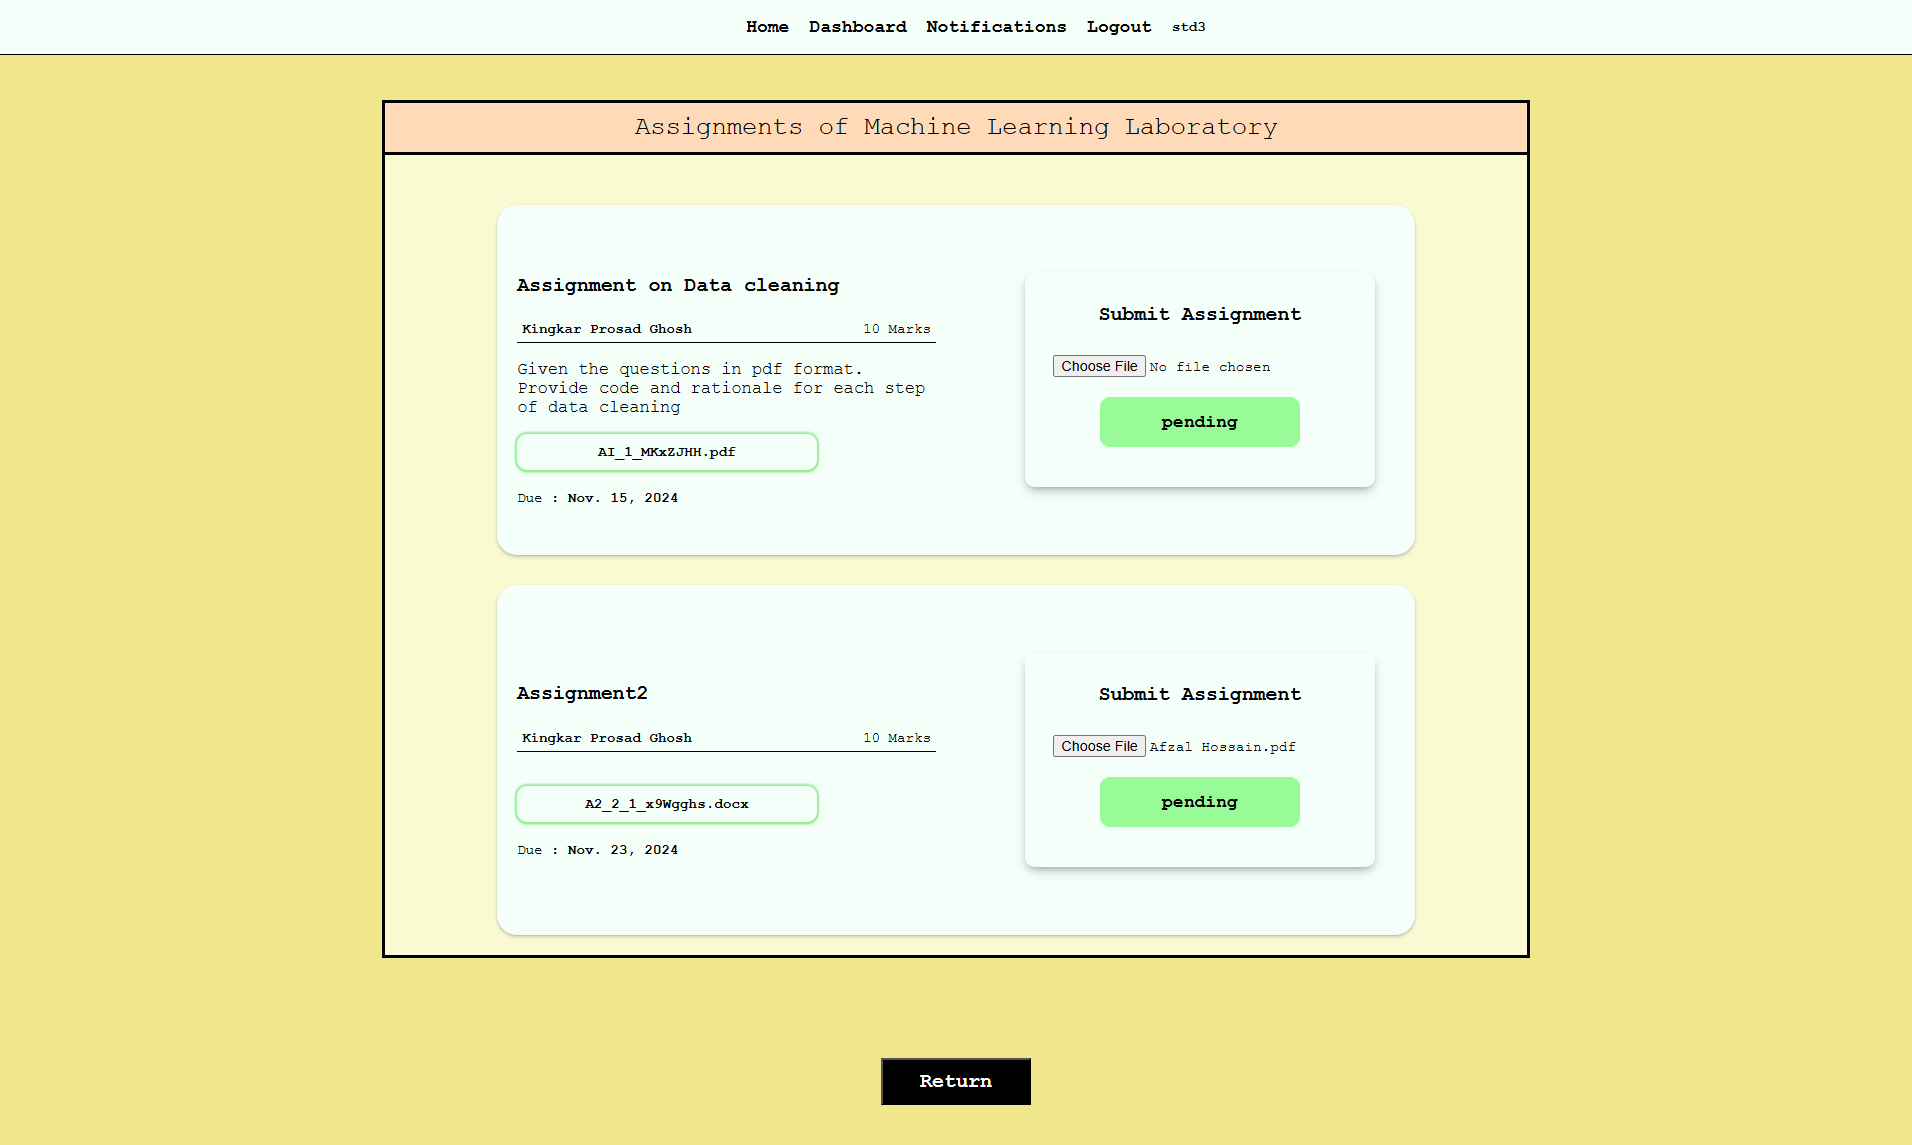 Home Dashboard Notifications Logout std3
Assignments of Machine Learning Laboratory
Assignment on Data cleaning
Kingkar Prosad Ghosh 10 Marks
Given the questions in pdf format.
Provide code and rationale for each step
of data cleaning
AI_1_MKxZJHH.pdf
Due : Nov. 15, 2024
Submit Assignment
Choose File No file chosen
pending
Assignment2
Kingkar Prosad Ghosh 10 Marks
A2_2_1_x9Wgghs.docx
Due : Nov. 23, 2024
Submit Assignment
Choose File Afzal Hossain.pdf
pending
Return